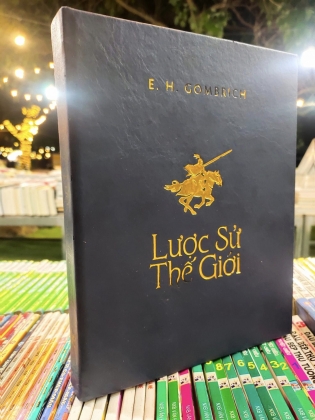 E. H. GOMBRICH
Lược Sử
Thế Giới